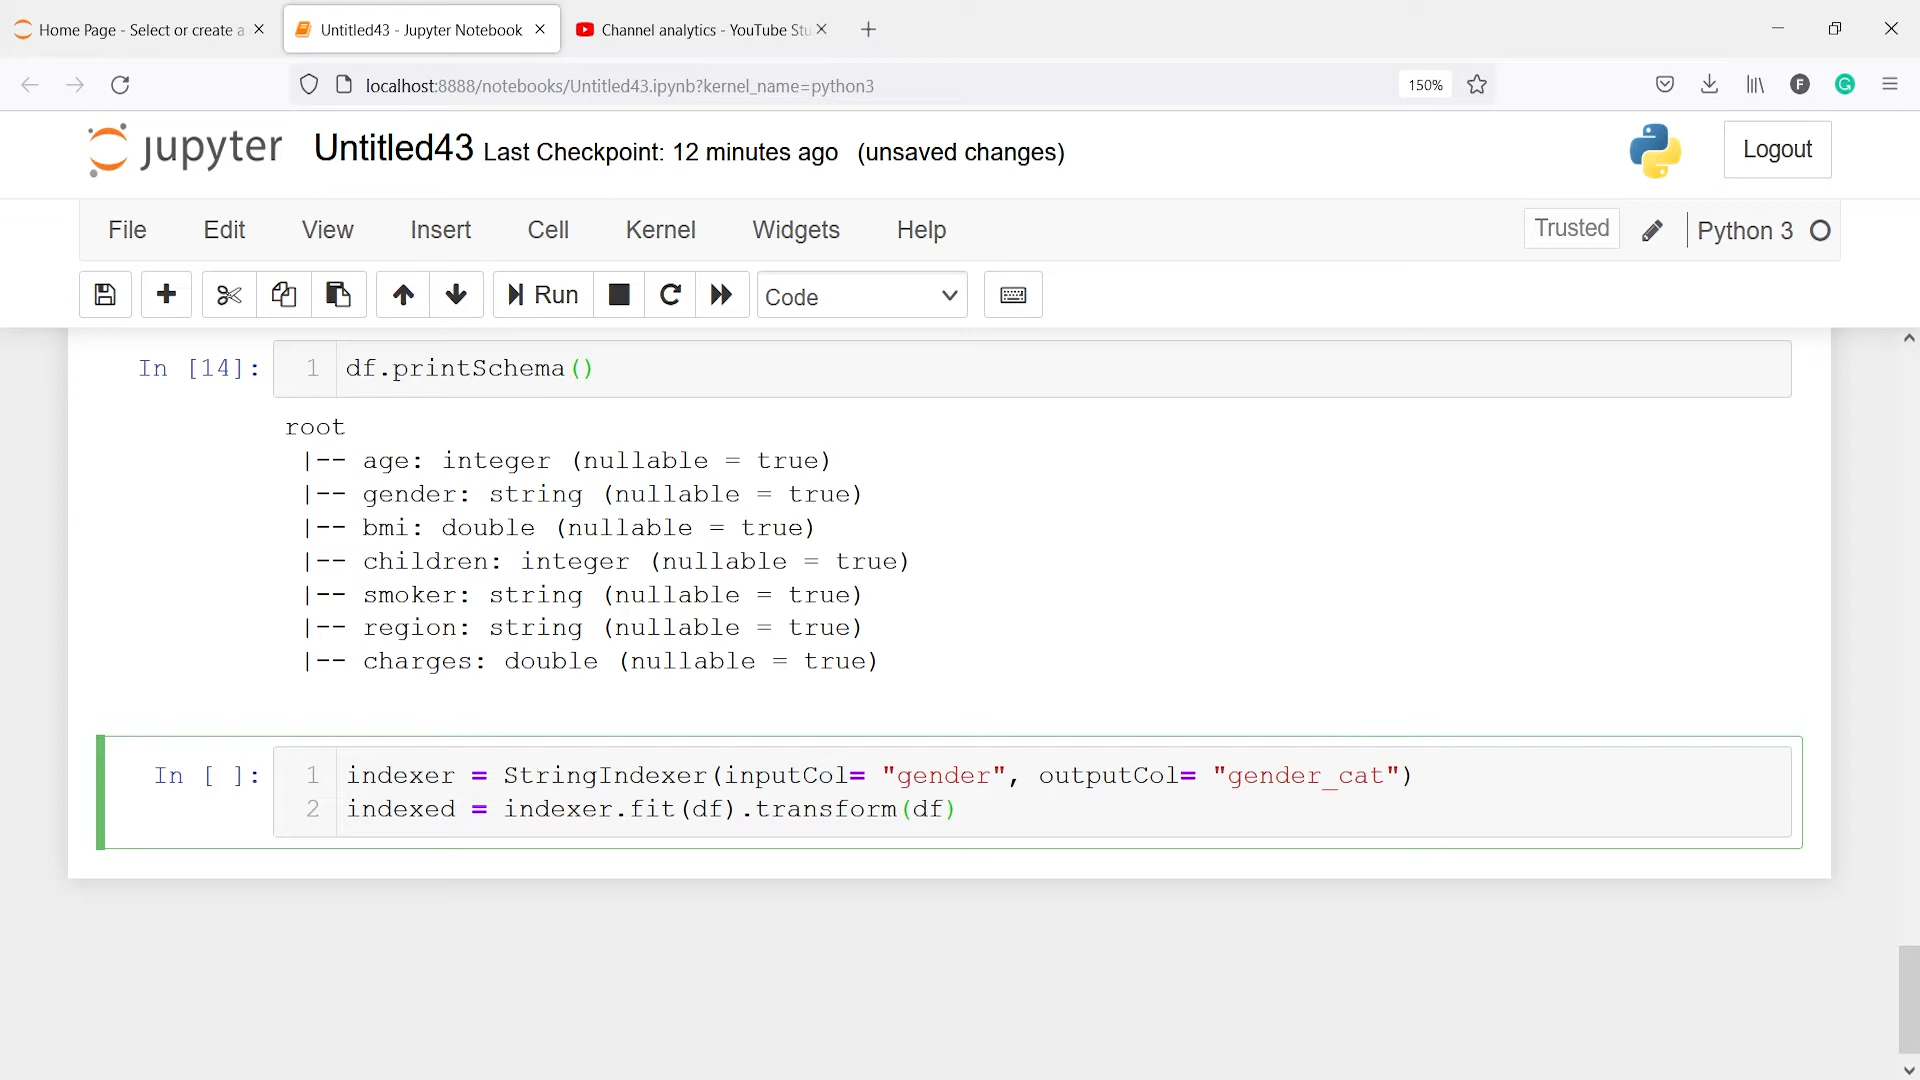 Home Page - Select or create a
Untitled43 - Jupyter Notebook
Channel analytics - YouTube Stu
localhost:8888/notebooks/Untitled43.ipynb?kernel_name=python3
150%
F
G
jupyter Untitled43 Last Checkpoint: 12 minutes ago (unsaved changes)
Logout
File Edit View Insert Cell Kernel Widgets Help
Trusted
Python 3
Run
Code
In [14]: 1 df.printSchema()
root
|-- age: integer (nullable = true)
|-- gender: string (nullable = true)
|-- bmi: double (nullable = true)
|-- children: integer (nullable = true)
|-- smoker: string (nullable = true)
|-- region: string (nullable = true)
|-- charges: double (nullable = true)
In [ ]: 1 indexer = StringIndexer(inputCol= "gender", outputCol= "gender_cat")
2 indexed = indexer.fit(df).transform(df)